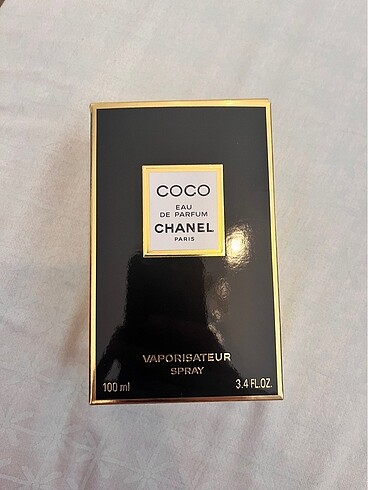 COCO
EAU
DE PARFUM
CHANEL
PARIS
VAPORISATEUR
SPRAY
100 ml 3.4 FL.OZ.